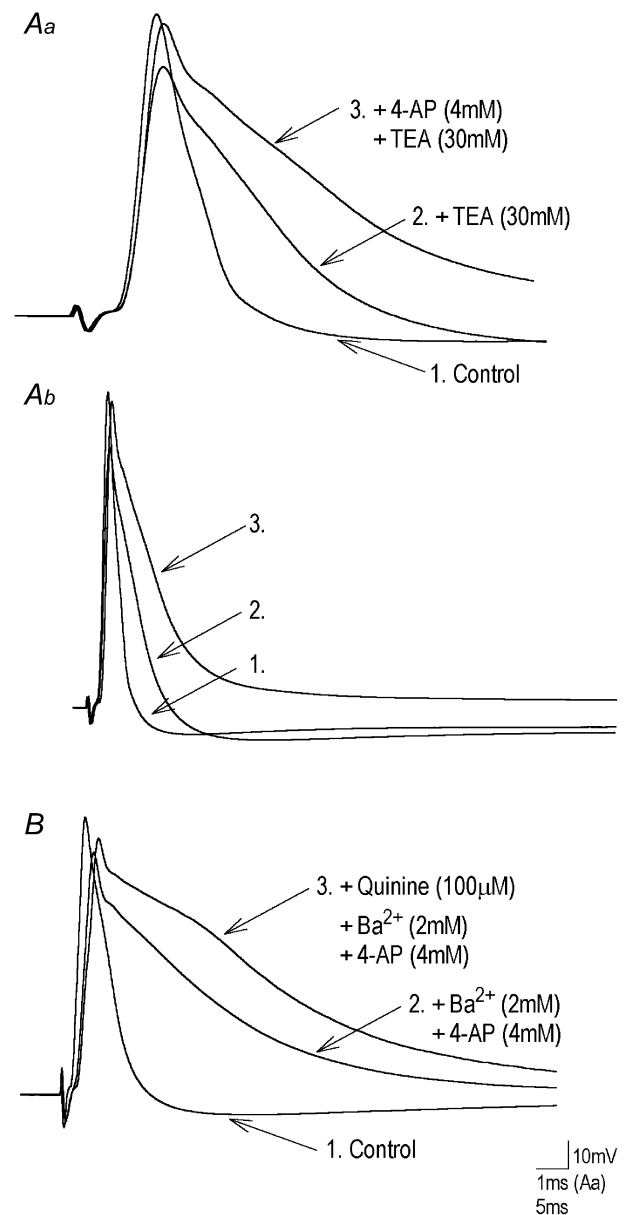 Aa
3. + 4-AP (4mM)
+ TEA (30mM)
2. + TEA (30mM)
1. Control
Ab
3.
2.
1.
B
3. + Quinine (100µM)
+ Ba2+ (2mM)
+ 4-AP (4mM)
2. + Ba2+ (2mM)
+ 4-AP (4mM)
1. Control
10mV
1ms (Aa)
5ms